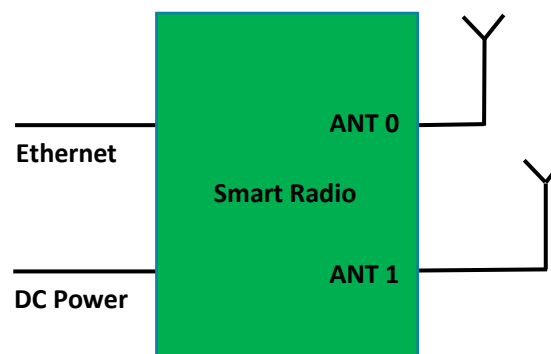 ANT 0
Ethernet
Smart Radio
ANT 1
DC Power